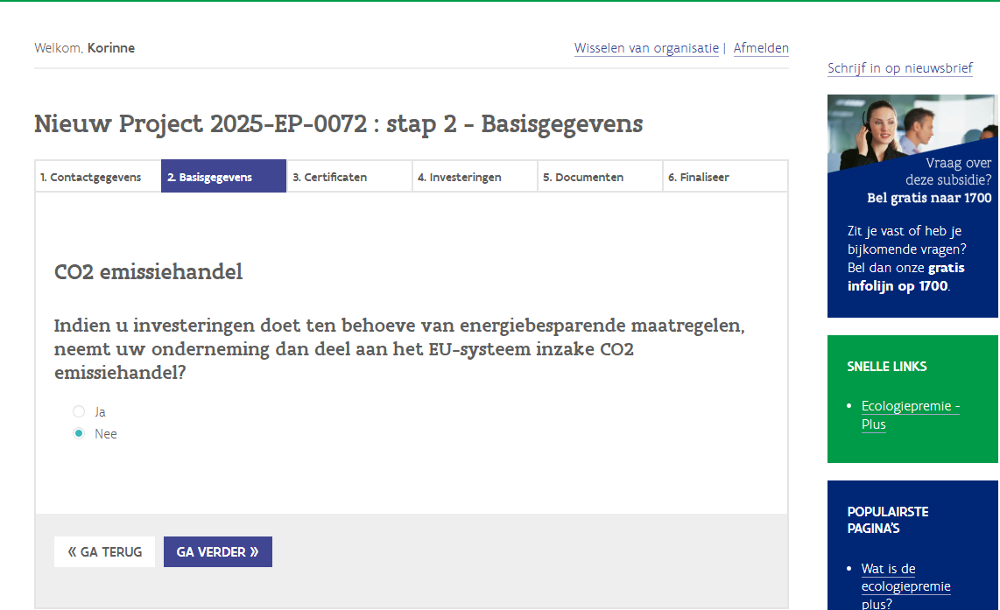 Welkom, Korinne
Wisselen van organisatie | Afmelden
Schrijf in op nieuwsbrief
Nieuw Project 2025-EP-0072 : stap 2 - Basisgegevens
1. Contactgegevens
2. Basisgegevens
3. Certificaten
4. Investeringen
5. Documenten
6. Finaliseer
CO2 emissiehandel
Indien u investeringen doet ten behoeve van energiebesparende maatregelen,
neemt uw onderneming dan deel aan het EU-systeem inzake CO2
emissiehandel?
Ja
Nee
« GA TERUG
GA VERDER »
Vraag over
deze subsidie?
Bel gratis naar 1700
Zit je vast of heb je
bijkomende vragen?
Bel dan onze gratis
infolijn op 1700.
SNELLE LINKS
• Ecologiepremie -
Plus
POPULAIRSTE
PAGINA'S
• Wat is de
ecologiepremie
plus?